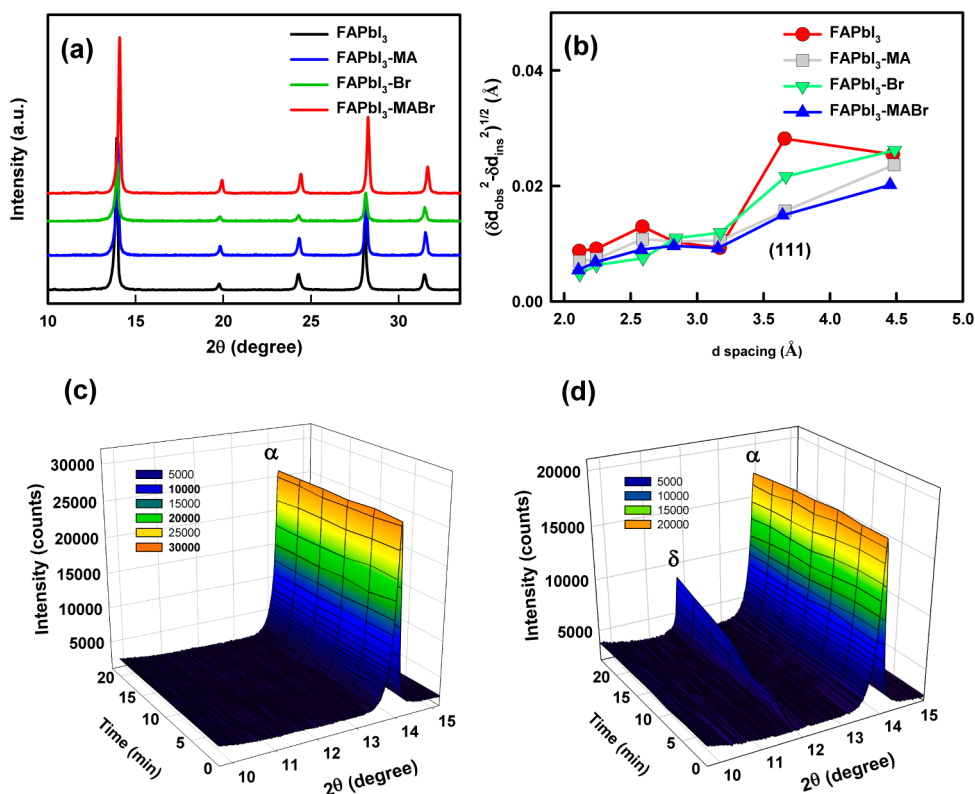 (a)
FAPbI3
FAPbI3-MA
FAPbI3-Br
FAPbI3-MABr
Intensity (a.u.)
10 15 20 25 30
2θ (degree)
(b)
FAPbI3
FAPbI3-MA
FAPbI3-Br
FAPbI3-MABr
(δdobs2-δdins2)1/2 (Å)
0.04
0.02
0.00
(111)
2.0 2.5 3.0 3.5 4.0 4.5 5.0
d spacing (Å)
(c)
α
5000
10000
15000
20000
25000
30000
Intensity (counts)
30000
25000
20000
15000
10000
5000
20
15
10
5
0
Time (min)
10 11 12 13 14 15
2θ (degree)
(d)
α
δ
5000
10000
15000
20000
Intensity (counts)
20000
15000
10000
5000
20
15
10
5
0
Time (min)
10 11 12 13 14 15
2θ (degree)